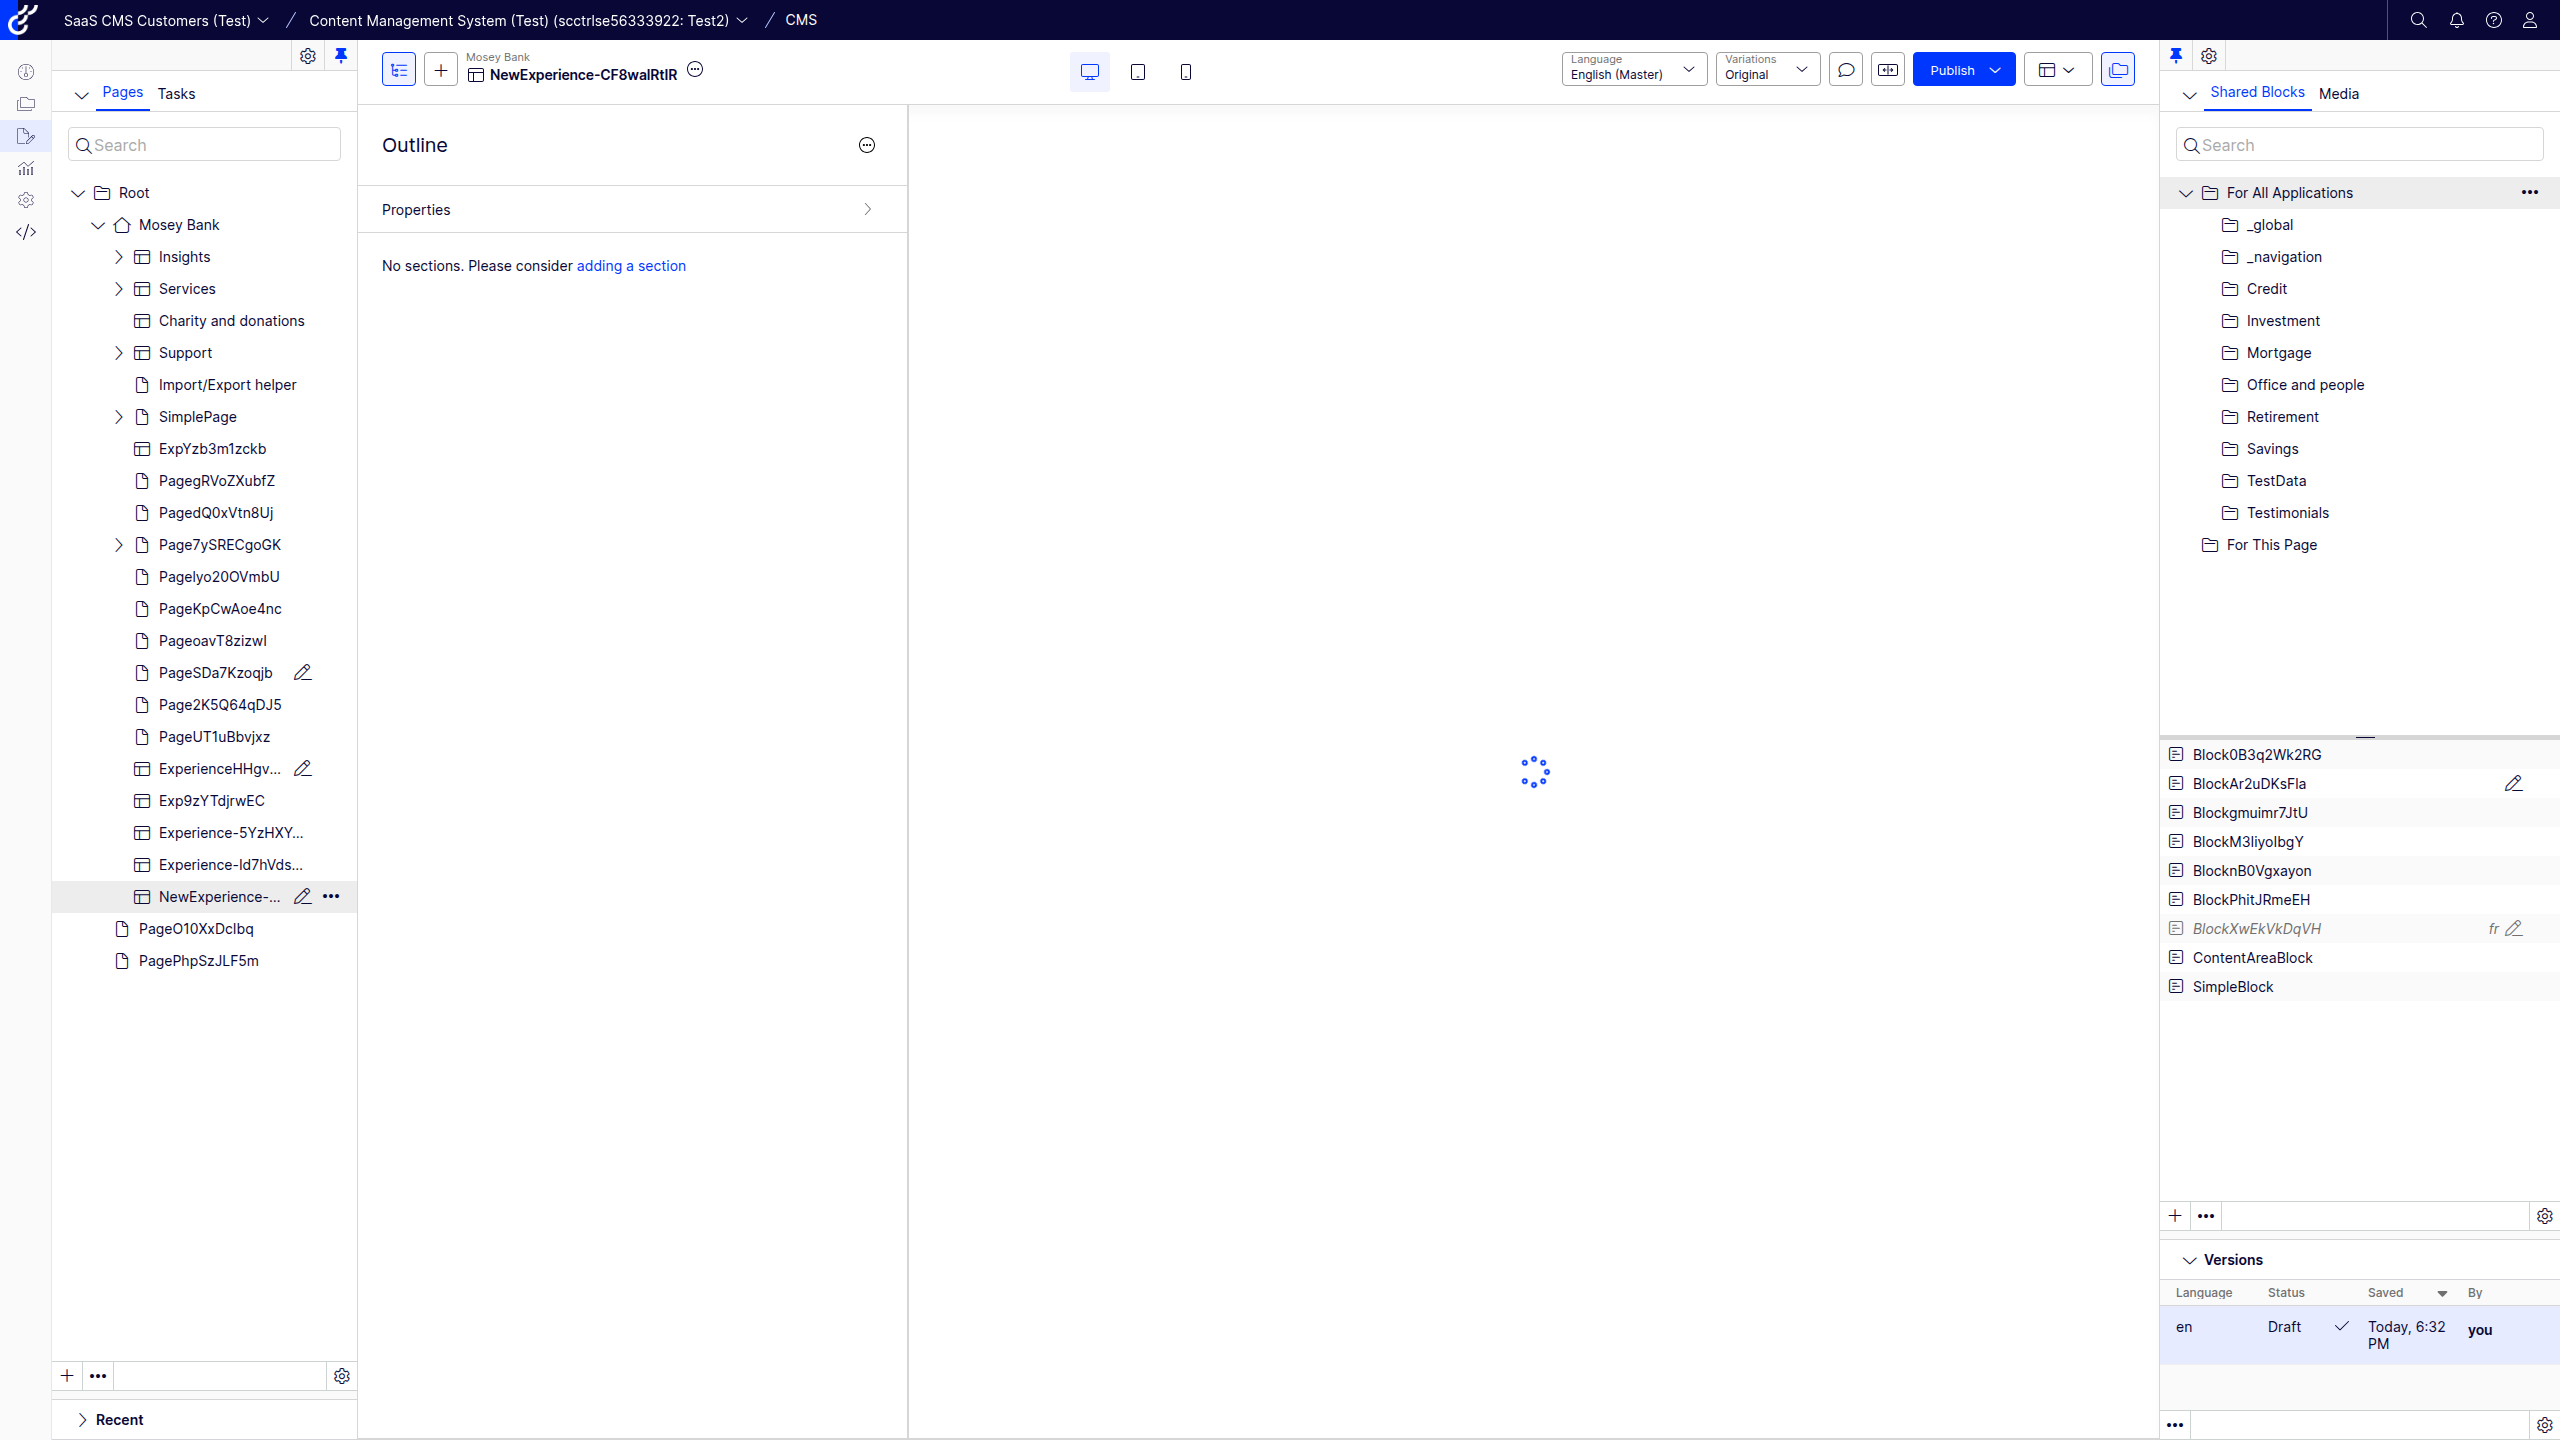 SaaS CMS Customers (Test)
Content Management System (Test) (scctrlse56333922: Test2)
CMS
Pages
Tasks
Search
Root
Mosey Bank
Insights
Services
Charity and donations
Support
Import/Export helper
SimplePage
ExpYzb3m1zckb
PagegRVoZXubfZ
PagedQ0xVtn8Uj
Page7ySRECgoGK
PageIyo20OVmbU
PageKpCwAoe4nc
PageoavT8zizwI
PageSDa7Kzoqjb
Page2K5Q64qDJ5
PageUT1uBbvjxz
ExperienceHHgv...
Exp9zYTdjrwEC
Experience-5YzHXY...
Experience-Id7hVds...
NewExperience-...
PageO10XxDcIbq
PagePhpSzJLF5m
Recent
Mosey Bank
NewExperience-CF8walRtlR
Language
English (Master)
Variations
Original
Publish
Outline
Properties
No sections. Please consider adding a section
Shared Blocks
Media
Search
For All Applications
_global
_navigation
Credit
Investment
Mortgage
Office and people
Retirement
Savings
TestData
Testimonials
For This Page
Block0B3q2Wk2RG
BlockAr2uDKsFla
Blockgmuimr7JtU
BlockM3liyolbgY
BlocknB0Vgxayon
BlockPhitJRmeEH
BlockXwEkVkDqVH fr
ContentAreaBlock
SimpleBlock
Versions
Language Status Saved By
en Draft Today, 6:32 PM you